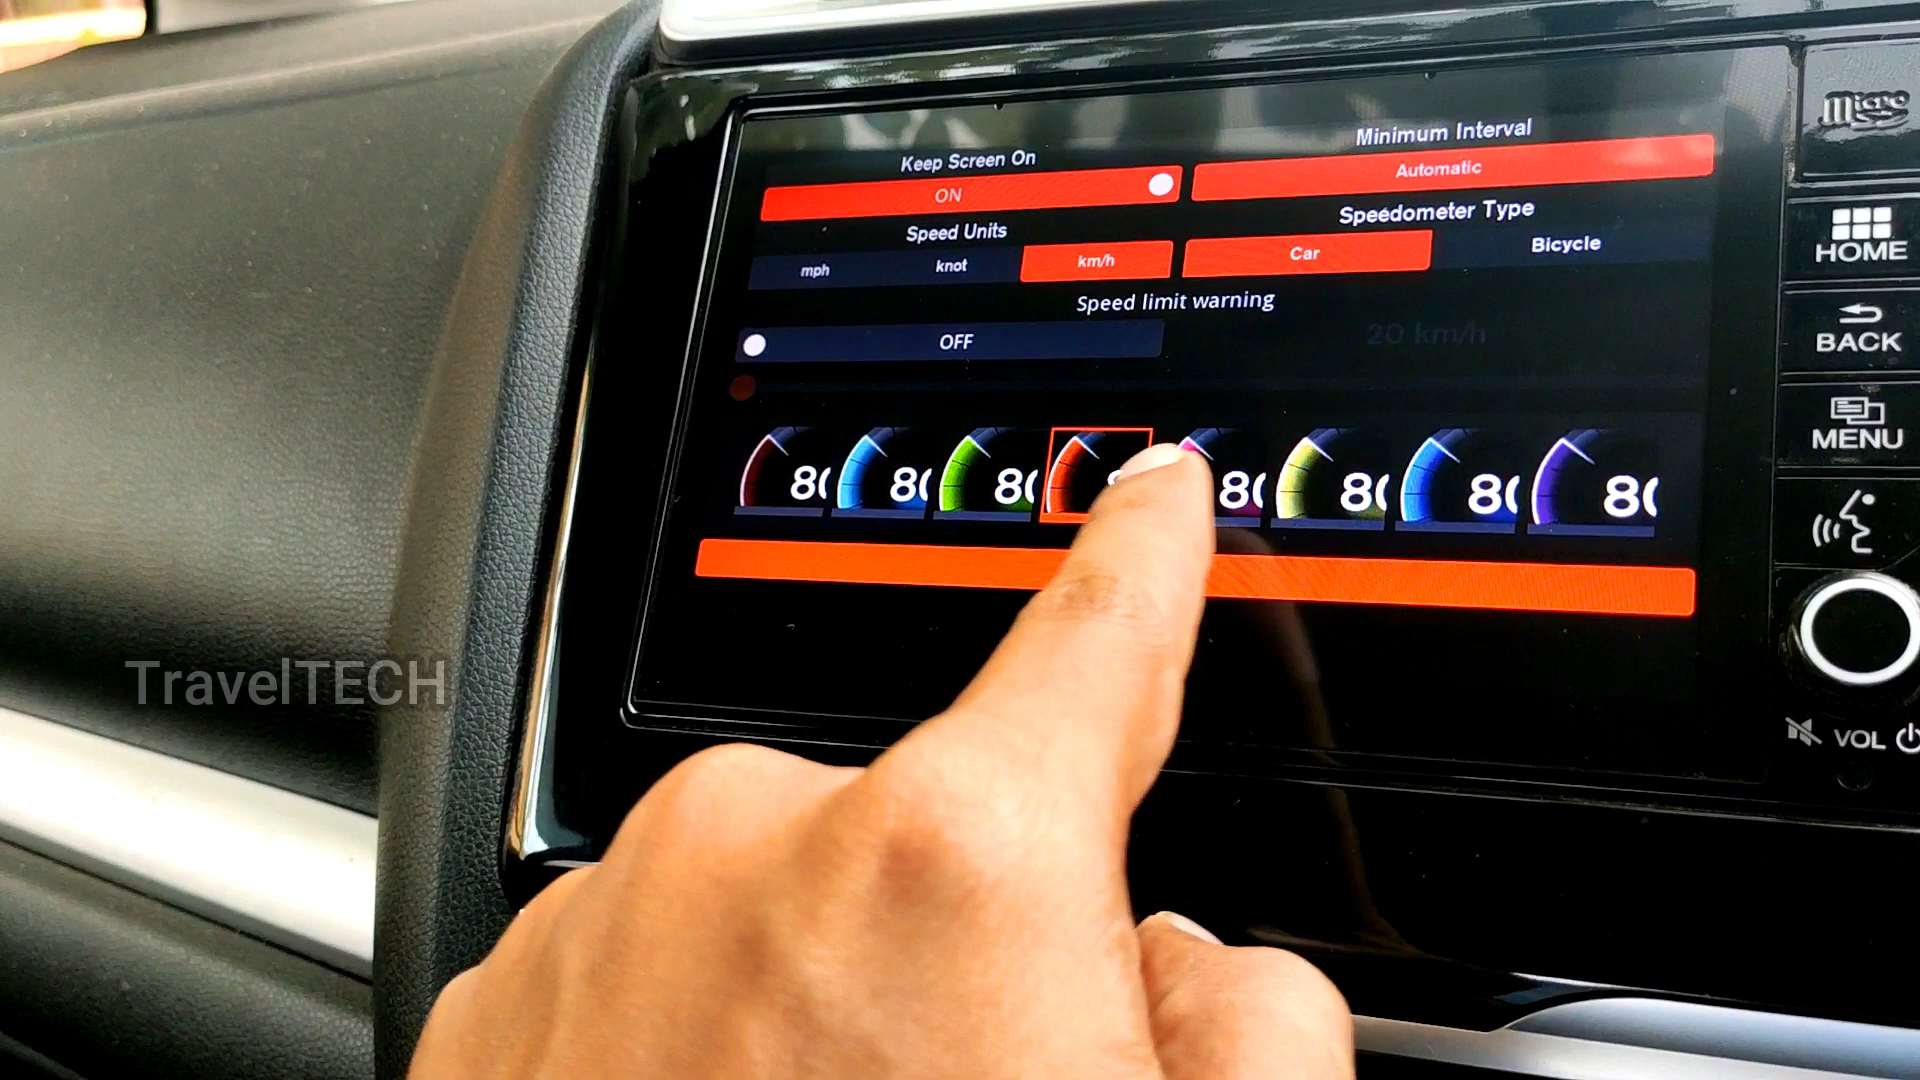 Keep Screen On
Minimum Interval
ON
Automatic
Speed Units
Speedometer Type
mph
knot
km/h
Car
Bicycle
Speed limit warning
OFF
20 km/h
80
80
80
80
80
80
80
Micro
HOME
BACK
MENU
VOL
TravelTECH